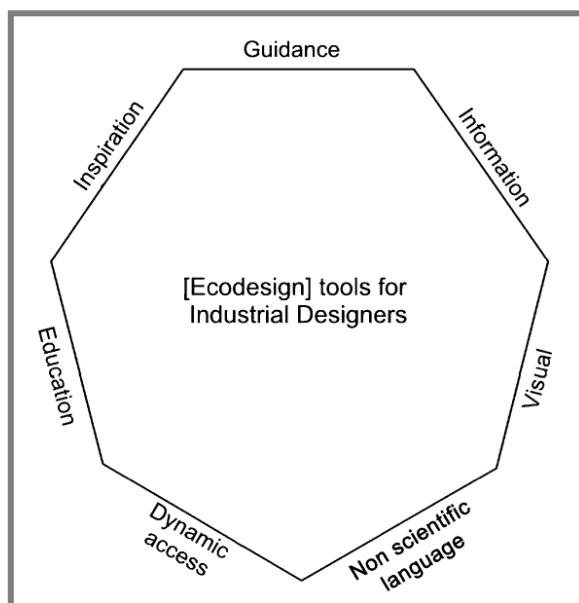 Guidance
Inspiration
Information
[Ecodesign] tools for
Industrial Designers
Education
Visual
Dynamic
access
Non scientific
language